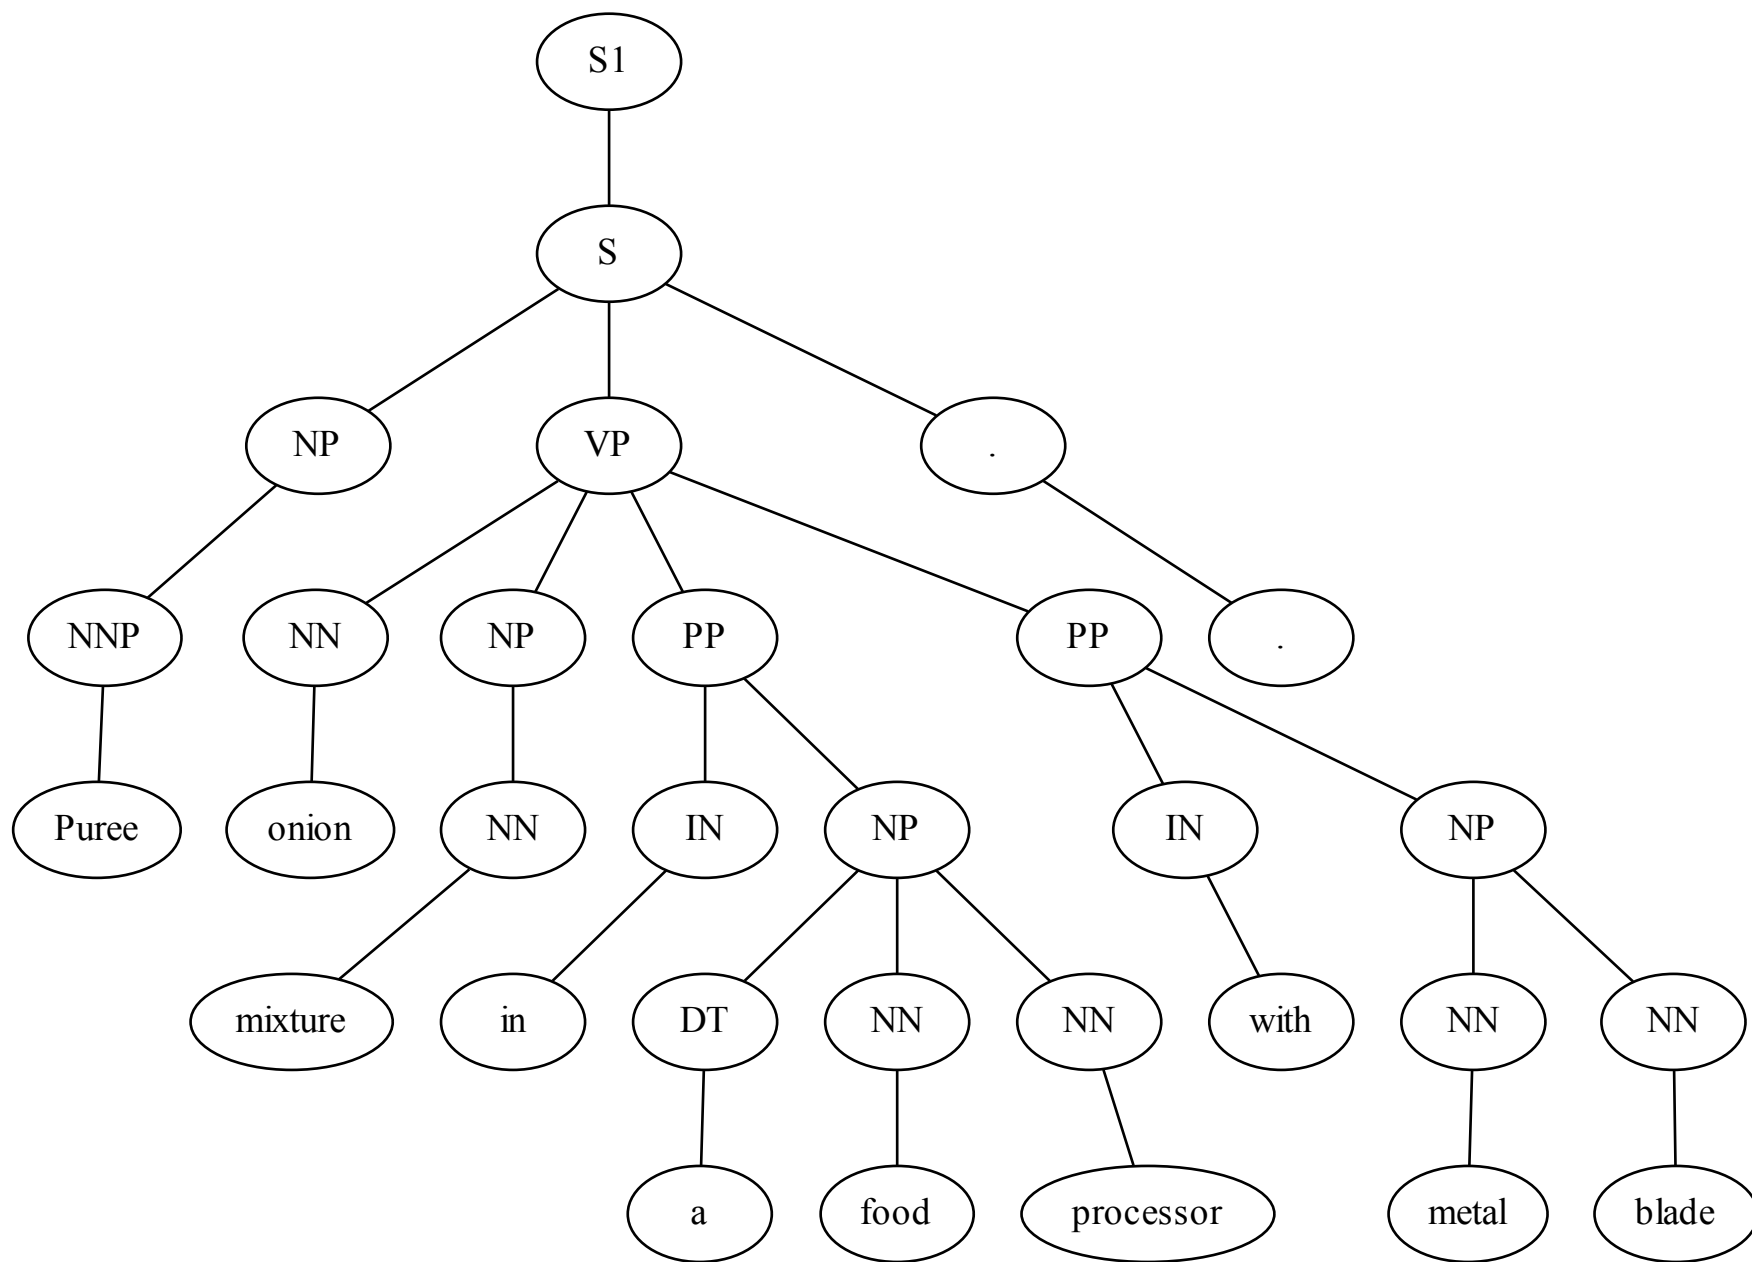 S1
S
NP VP .
NNP NN NP PP PP .
Puree onion NN IN NP IN NP
mixture in DT NN NN with NN NN
a food processor metal blade